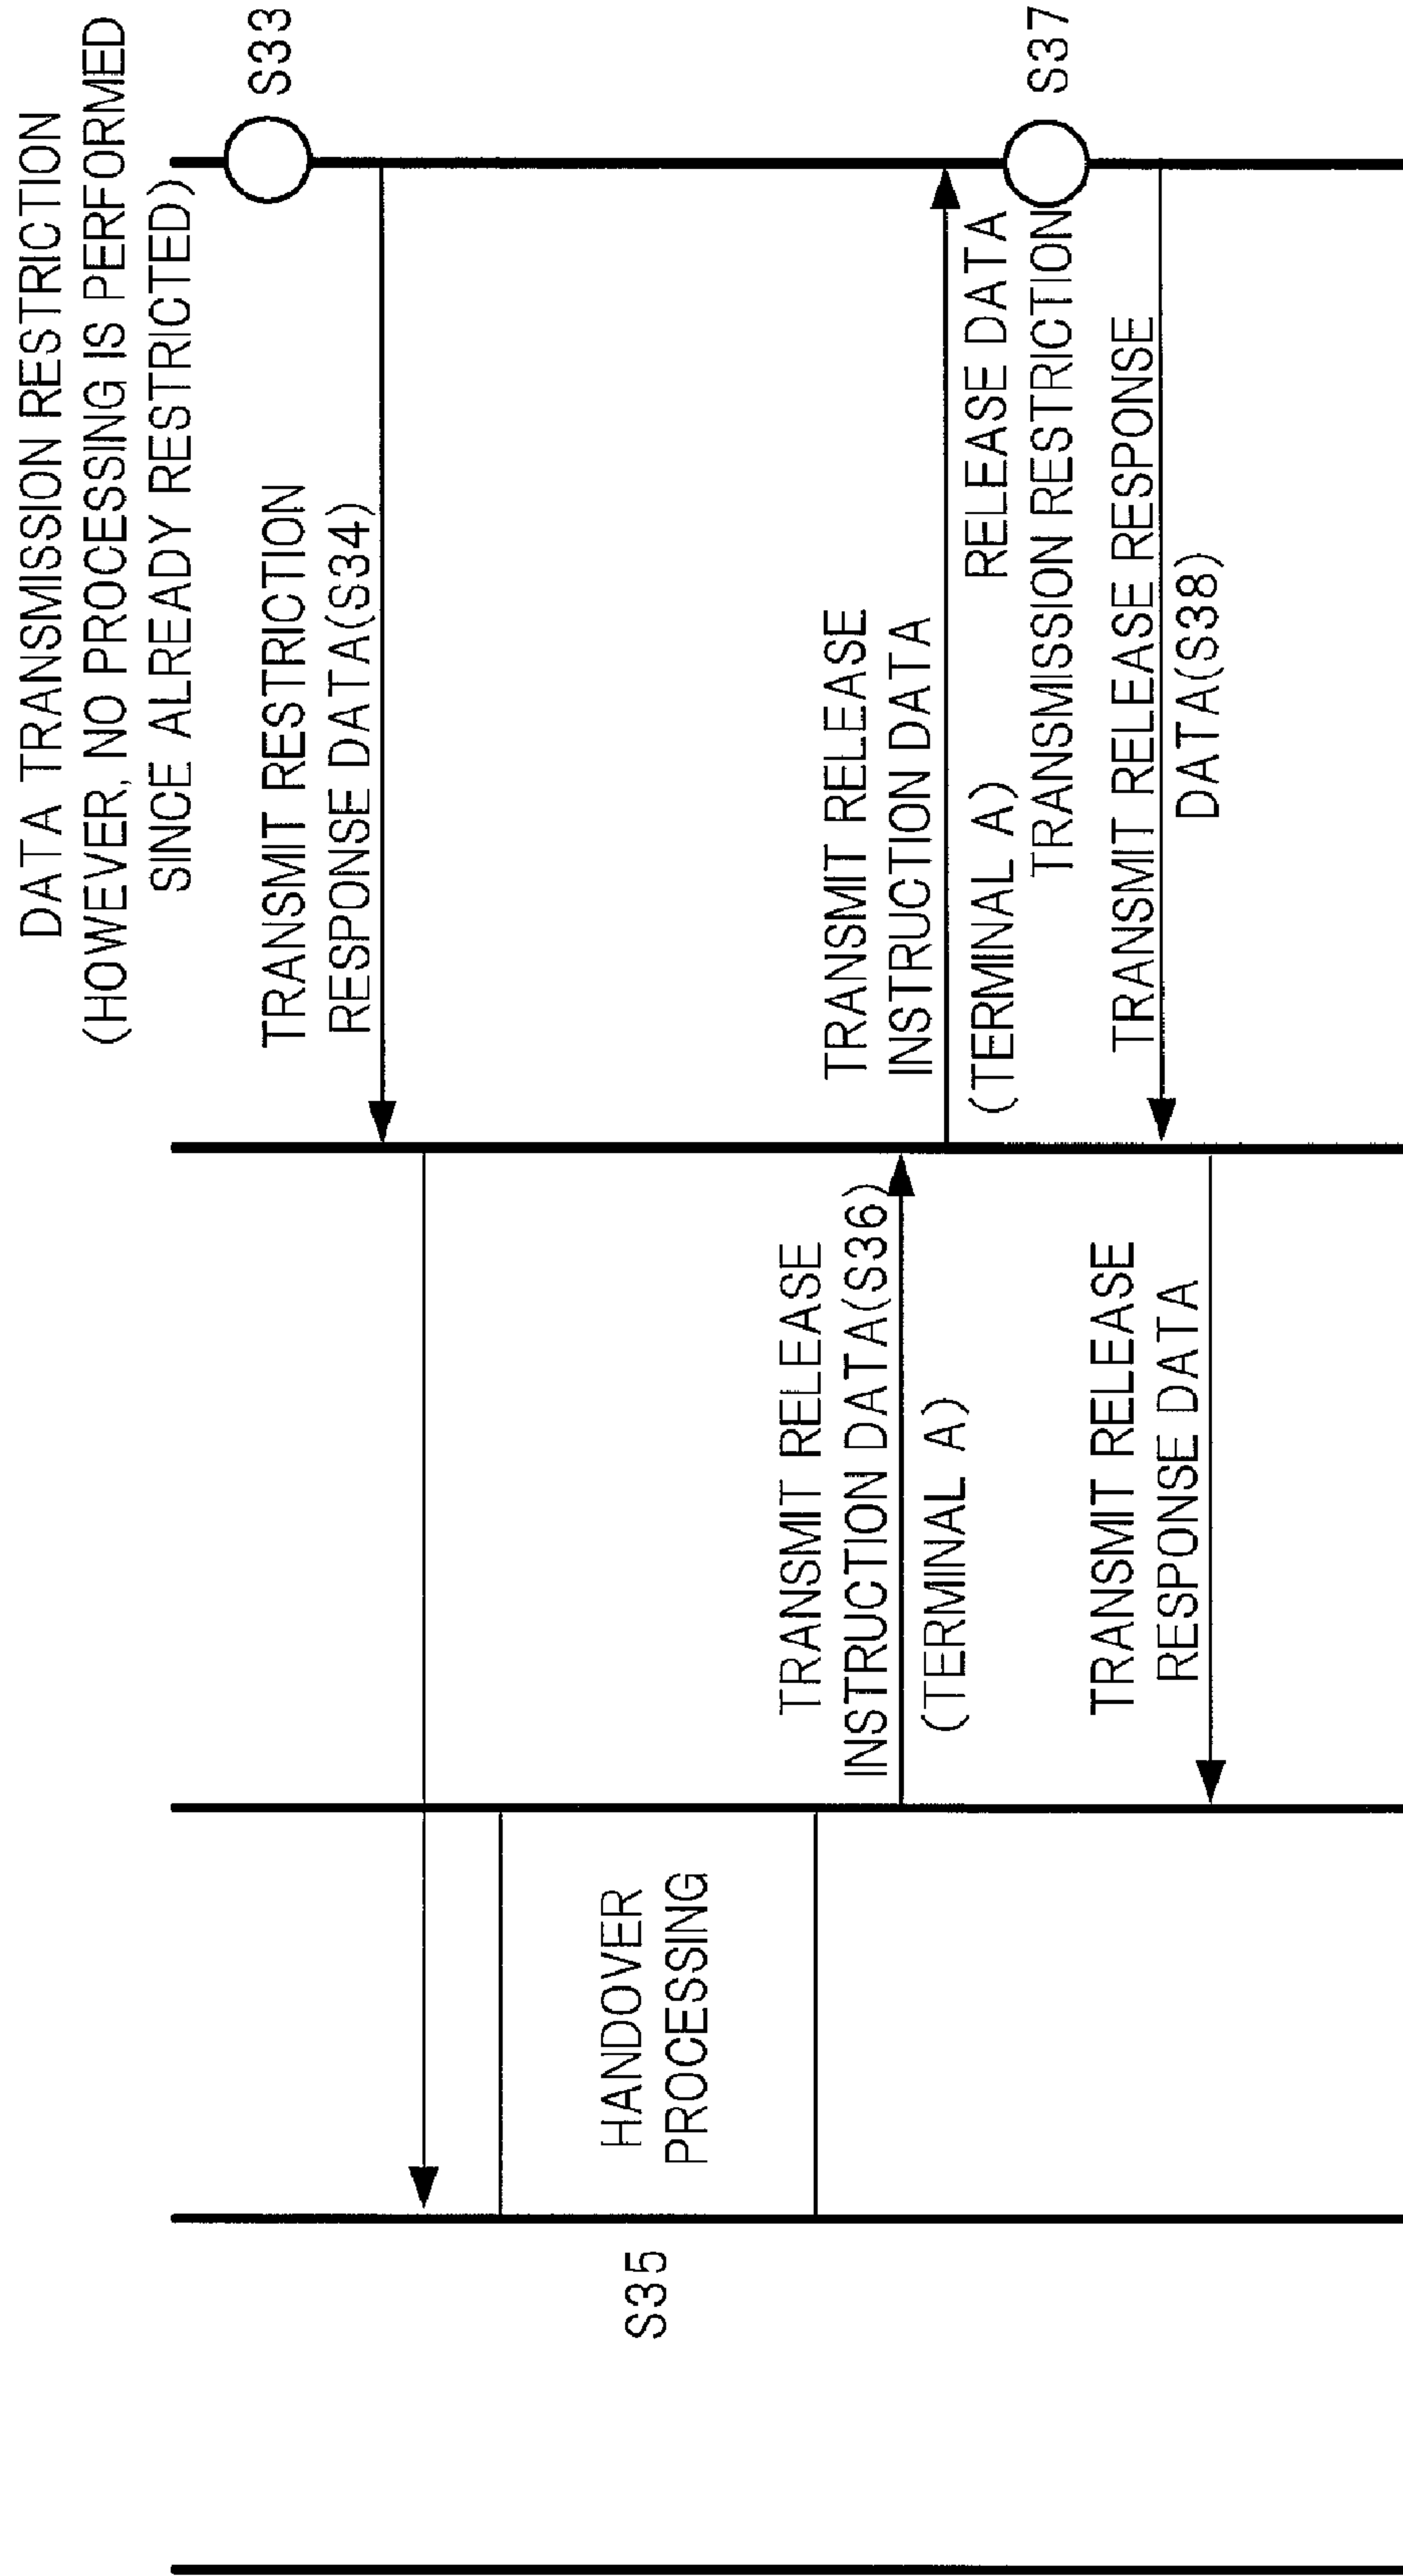 DATA TRANSMISSION RESTRICTION
(HOWEVER, NO PROCESSING IS PERFORMED
SINCE ALREADY RESTRICTED)
S33
TRANSMIT RESTRICTION
RESPONSE DATA(S34)
S35
HANDOVER
PROCESSING
TRANSMIT RELEASE
INSTRUCTION DATA(S36)
(TERMINAL A)
TRANSMIT RELEASE
INSTRUCTION DATA
(TERMINAL A)
RELEASE DATA
TRANSMISSION RESTRICTION
S37
TRANSMIT RELEASE RESPONSE
DATA(S38)
TRANSMIT RELEASE
RESPONSE DATA